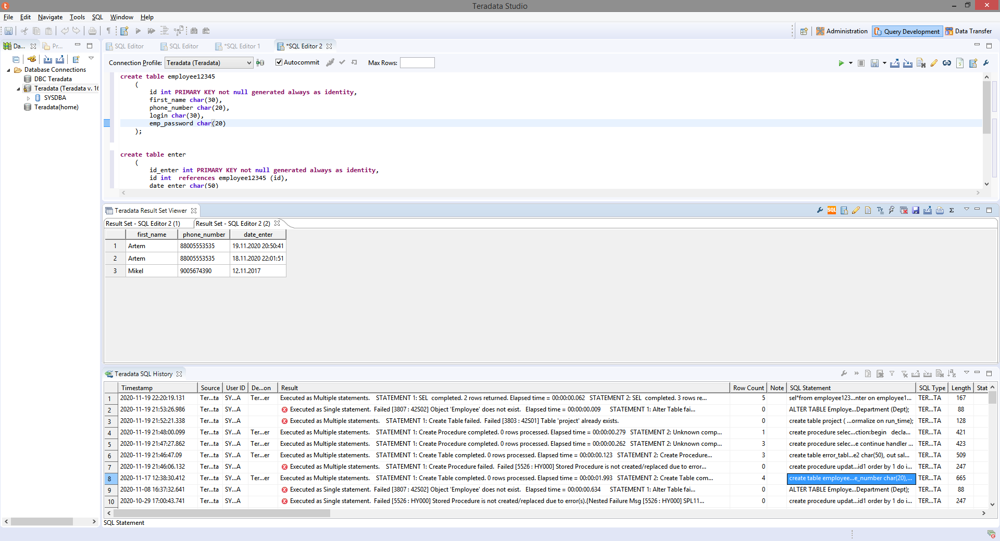 Teradata Studio
File Edit Navigate Tools SQL Window Help
Administration Query Development Data Transfer
Da... Pr...
SQL Editor SQL Editor *SQL Editor 1 *SQL Editor 2
Database Connections
DBC Teradata
Teradata (Teradata v. 16
SYSDBA
Teradata(home)
Connection Profile: Teradata (Teradata) Autocommit Max Rows:
create table employee12345
(
id int PRIMARY KEY not null generated always as identity,
first_name char(30),
phone_number char(20),
login char(30),
emp_password char(20)
);
create table enter
(
id_enter int PRIMARY KEY not null generated always as identity,
id int references employee12345 (id),
date enter char(50)
Teradata Result Set Viewer
Result Set - SQL Editor 2 (1) Result Set - SQL Editor 2 (2)
first_name phone_number date_enter
1 Artem 88005553535 19.11.2020 20:50:41
2 Artem 88005553535 18.11.2020 22:01:51
3 Mikel 9005674390 12.11.2017
Teradata SQL History
Timestamp Source User ID De...on Result Row Count Note SQL Statement SQL Type Length Stat
1 2020-11-19 22:20:19.131 Ter...ta SY...A Ter...er Executed as Multiple statements. STATEMENT 1: SEL completed. 2 rows returned. Elapsed time = 00:00:00.062 STATEMENT 2: SEL completed. 3 rows re... 5 sel*from employee123...nter on employee1... TER...TA 167
2 2020-11-19 21:53:26.986 Ter...ta SY...A Executed as Single statement. Failed [3807 : 42S02] Object 'Employee' does not exist. Elapsed time = 00:00:00.009 STATEMENT 1: Alter Table fai... 0 ALTER TABLE Employe...Department (Dept); TER...TA 88
3 2020-11-19 21:52:21.338 Ter...ta SY...A Executed as Multiple statements. STATEMENT 1: Create Table failed. Failed [3803 : 42S01] Table 'project' already exists. 0 create table project ( ...ormalize on run_time); TER...TA 128
4 2020-11-19 21:48:00.099 Ter...ta SY...A Ter...er Executed as Multiple statements. STATEMENT 1: Create Procedure completed. 0 rows processed. Elapsed time = 00:00:00.279 STATEMENT 2: Unknown comp... 1 create procedure selec...ction:begin decla... TER...TA 421
5 2020-11-19 21:47:27.862 Ter...ta SY...A Ter...er Executed as Multiple statements. STATEMENT 1: Create Procedure completed. 0 rows processed. Elapsed time = 00:00:00.262 STATEMENT 2: Unknown comp... 3 create procedure selec...e continue handler ... TER...TA 423
6 2020-11-19 21:46:47.09 Ter...ta SY...A Ter...er Executed as Multiple statements. STATEMENT 1: Create Table completed. 0 rows processed. Elapsed time = 00:00:00.123 STATEMENT 2: Create Procedure... 3 create table error_tabl...e2 char(50), out sal... TER...TA 509
7 2020-11-19 21:46:06.132 Ter...ta SY...A Executed as Multiple statements. STATEMENT 1: Create Procedure failed. Failed [5526 : HY000] Stored Procedure is not created/replaced due to error... 0 create procedure updat...id1 order by 1 do i... TER...TA 247
8 2020-11-17 12:38:30.412 Ter...ta SY...A Ter...er Executed as Multiple statements. STATEMENT 1: Create Table completed. 0 rows processed. Elapsed time = 00:00:01.993 STATEMENT 2: Create Table com... 4 create table employee...e_number char(20),... TER...TA 665
9 2020-11-08 16:37:32.641 Ter...ta SY...A Executed as Single statement. Failed [3807 : 42S02] Object 'Employee' does not exist. Elapsed time = 00:00:00.634 STATEMENT 1: Alter Table fai... 0 ALTER TABLE Employe...Department (Dept); TER...TA 88
10 2020-10-29 17:00:43.741 Ter...ta SY...A Executed as Single statement. Failed [5526 : HY000] Stored Procedure is not created/replaced due to error(s).{Nested Failure Msg [5526 : HY000] SPL11... 0 create procedure updat...id1 order by 1 do i... TER...TA 247
SQL Statement